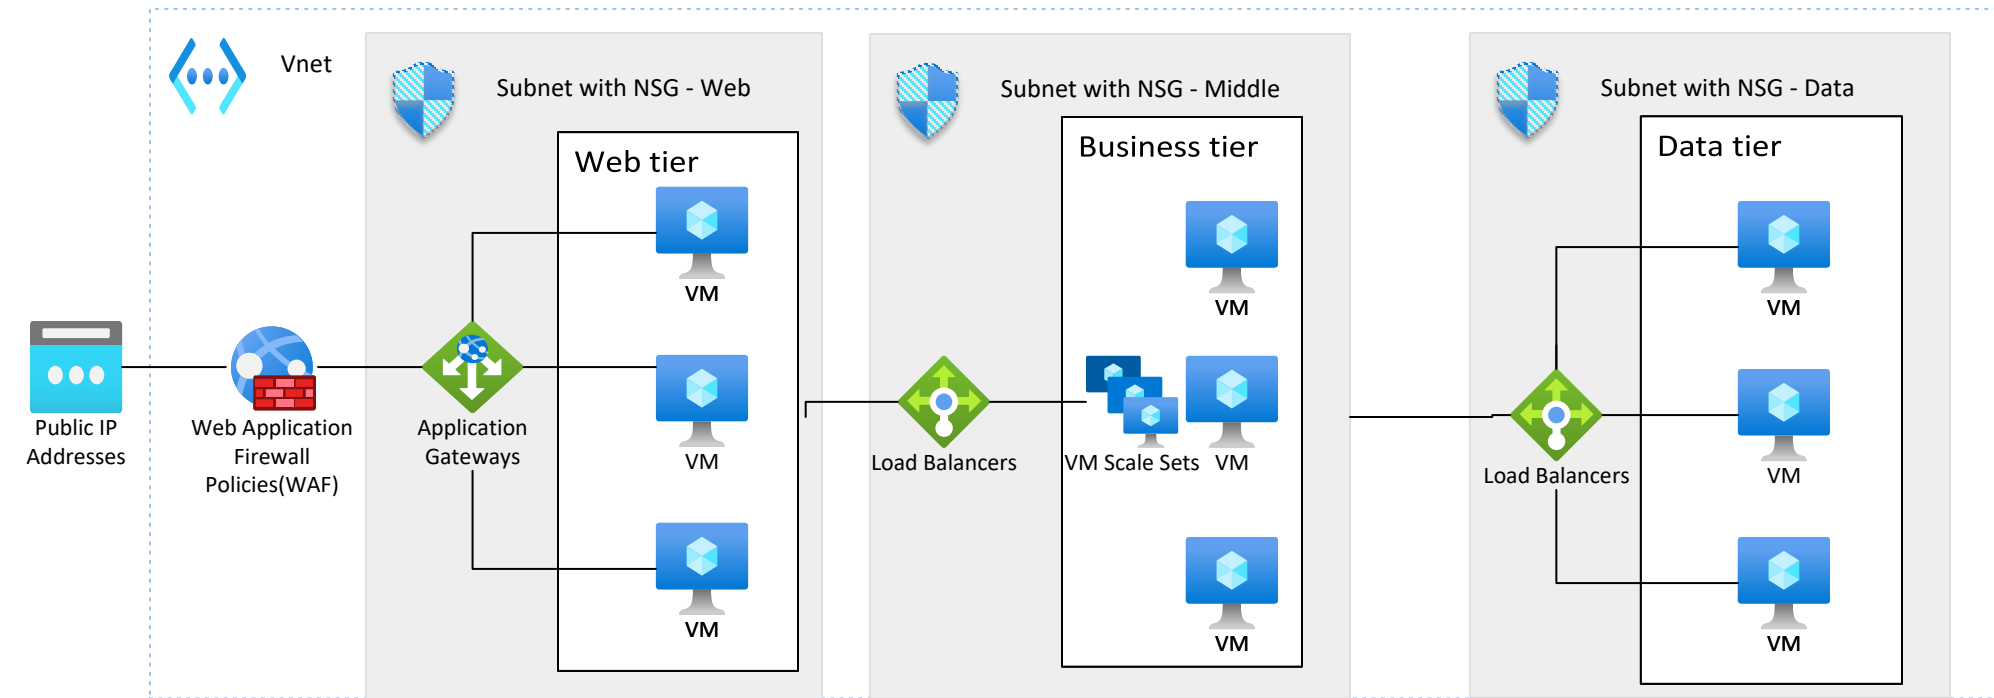 Vnet
Subnet with NSG - Web
Subnet with NSG - Middle
Subnet with NSG - Data
Web tier
Business tier
Data tier
VM
VM
VM
Public IP
Addresses
Web Application
Firewall
Policies(WAF)
Application
Gateways
VM
Load Balancers
VM Scale Sets
VM
Load Balancers
VM
VM
VM
VM